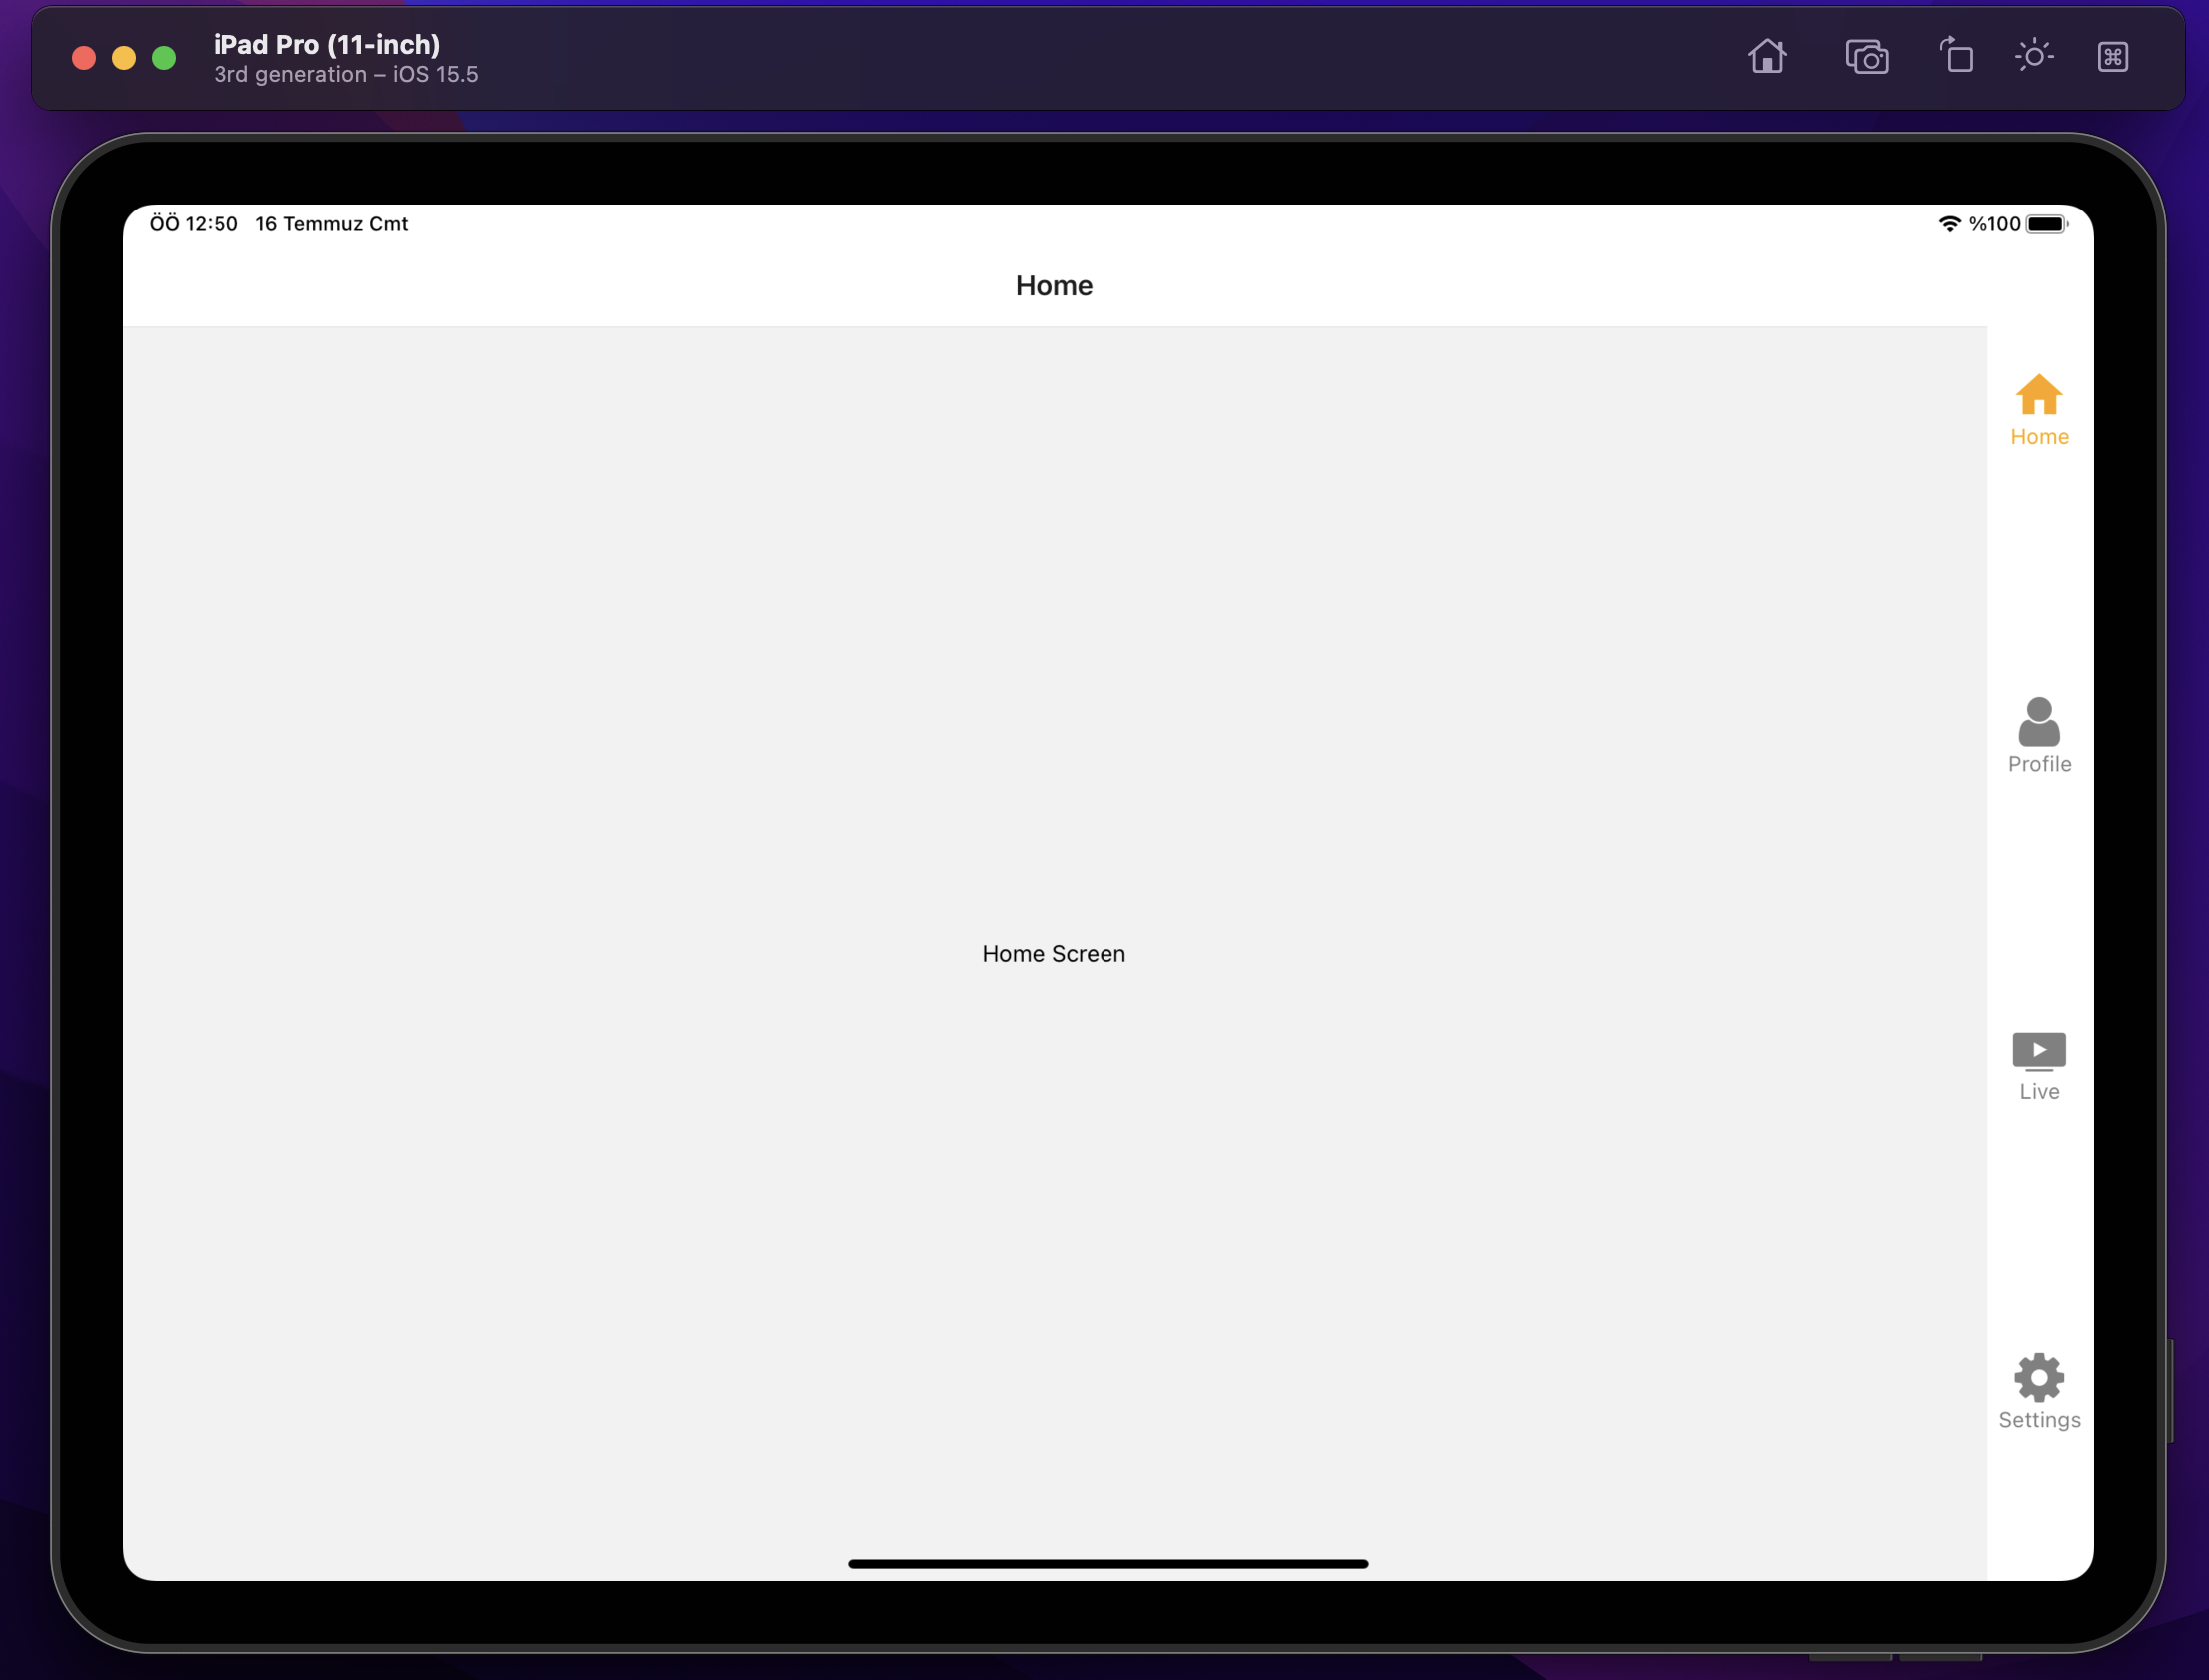 iPad Pro (11-inch)
3rd generation – iOS 15.5
ÖÖ 12:50 16 Temmuz Cmt
%100
Home
Home
Profile
Home Screen
Live
Settings